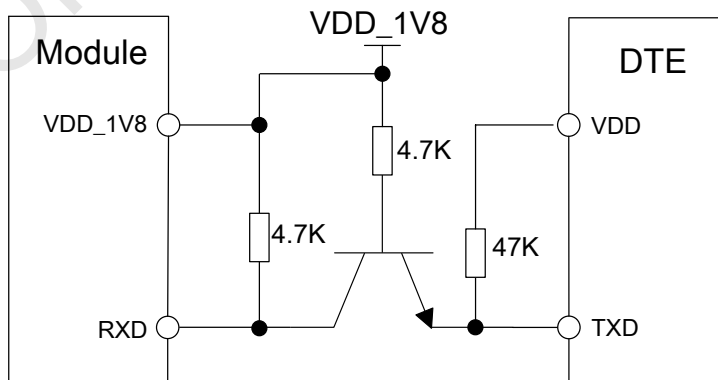 VDD_1V8
Module
DTE
VDD_1V8
VDD
4.7K
4.7K
47K
RXD
TXD